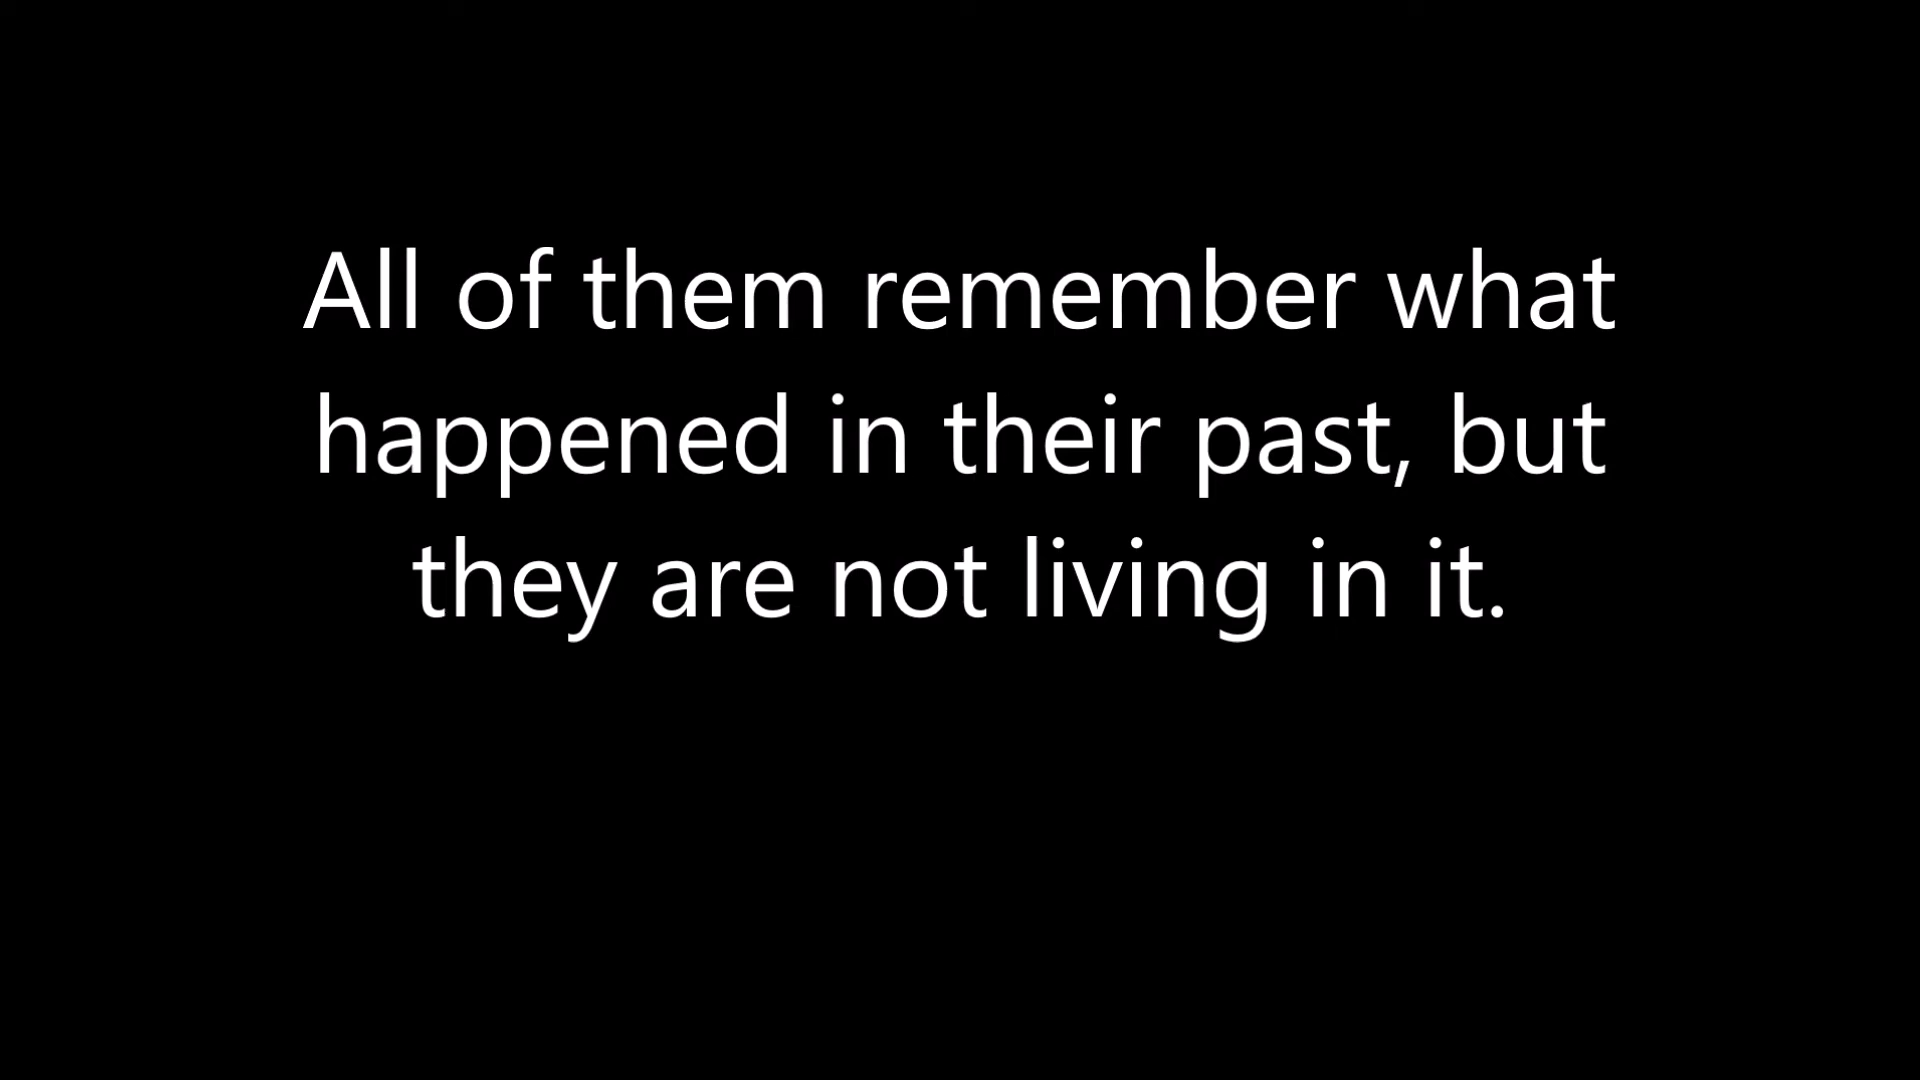 All of them remember what
happened in their past, but
they are not living in it.